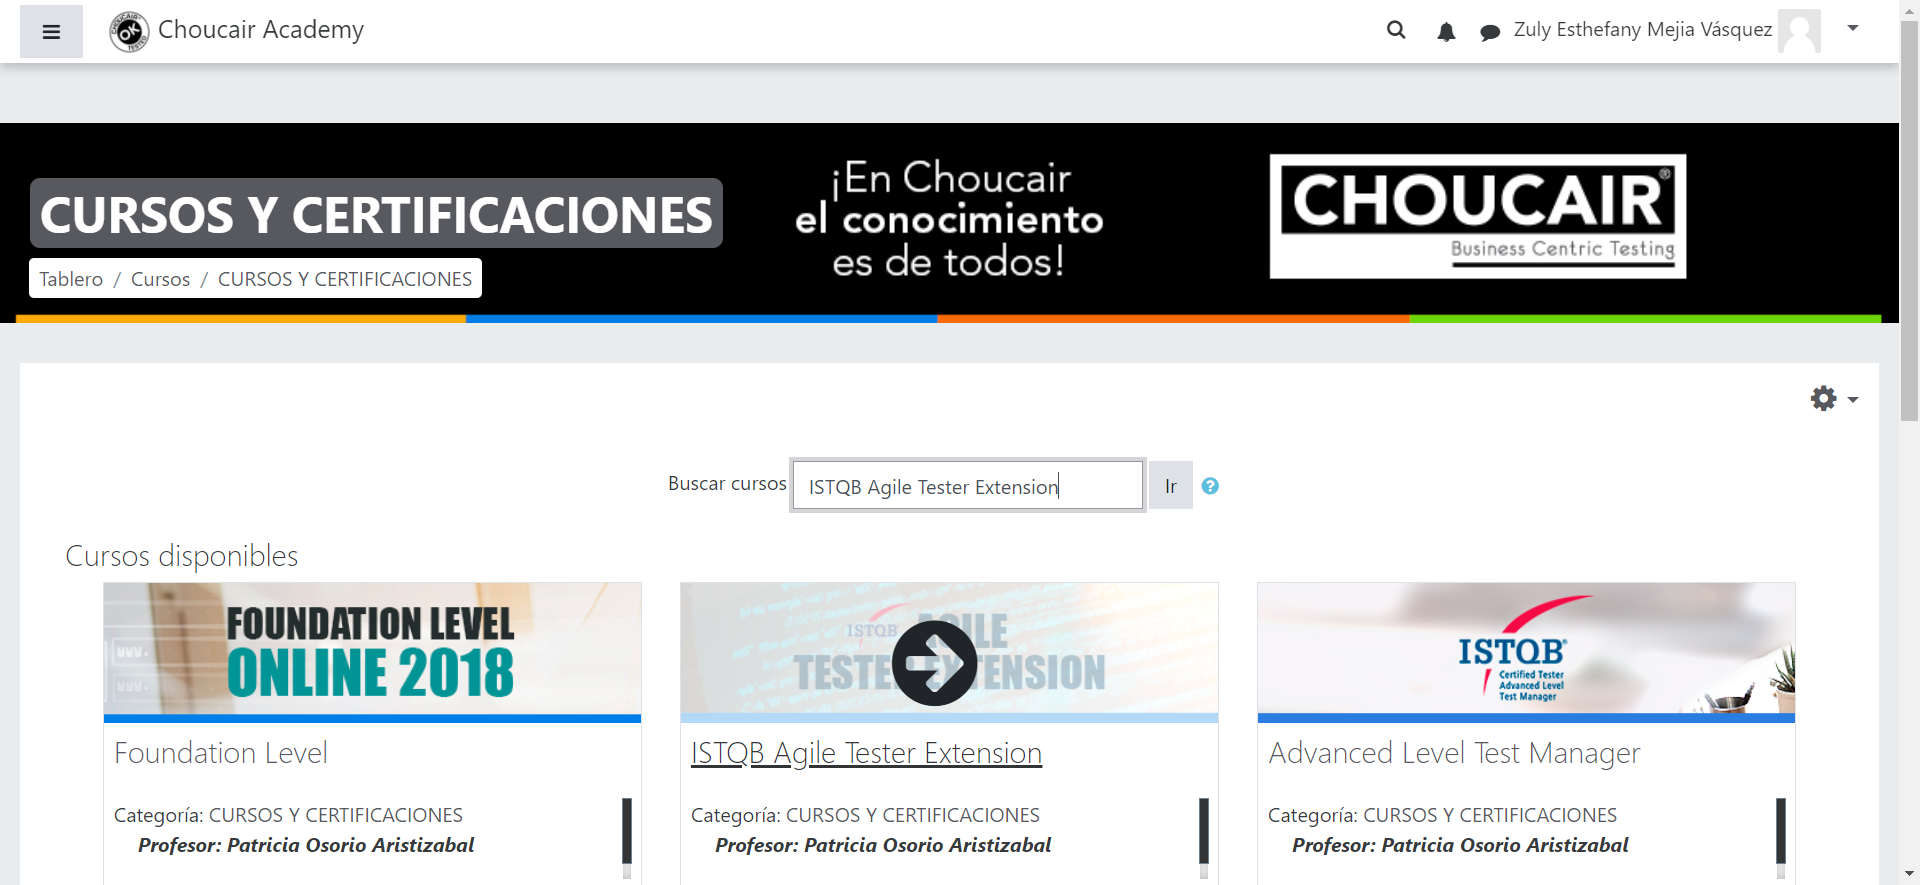 Choucair Academy
Zuly Esthefany Mejia Vásquez
CURSOS Y CERTIFICACIONES
¡En Choucair
el conocimiento
es de todos!
CHOUCAIR®
Business Centric Testing
Tablero / Cursos / CURSOS Y CERTIFICACIONES
Buscar cursos
ISTQB Agile Tester Extension
Ir
Cursos disponibles
FOUNDATION LEVEL
ONLINE 2018
Foundation Level
Categoría: CURSOS Y CERTIFICACIONES
Profesor: Patricia Osorio Aristizabal
ISTQB
ISTQB Agile Tester Extension
Categoría: CURSOS Y CERTIFICACIONES
Profesor: Patricia Osorio Aristizabal
ISTQB®
Certified Tester
Advanced Level
Test Manager
Advanced Level Test Manager
Categoría: CURSOS Y CERTIFICACIONES
Profesor: Patricia Osorio Aristizabal